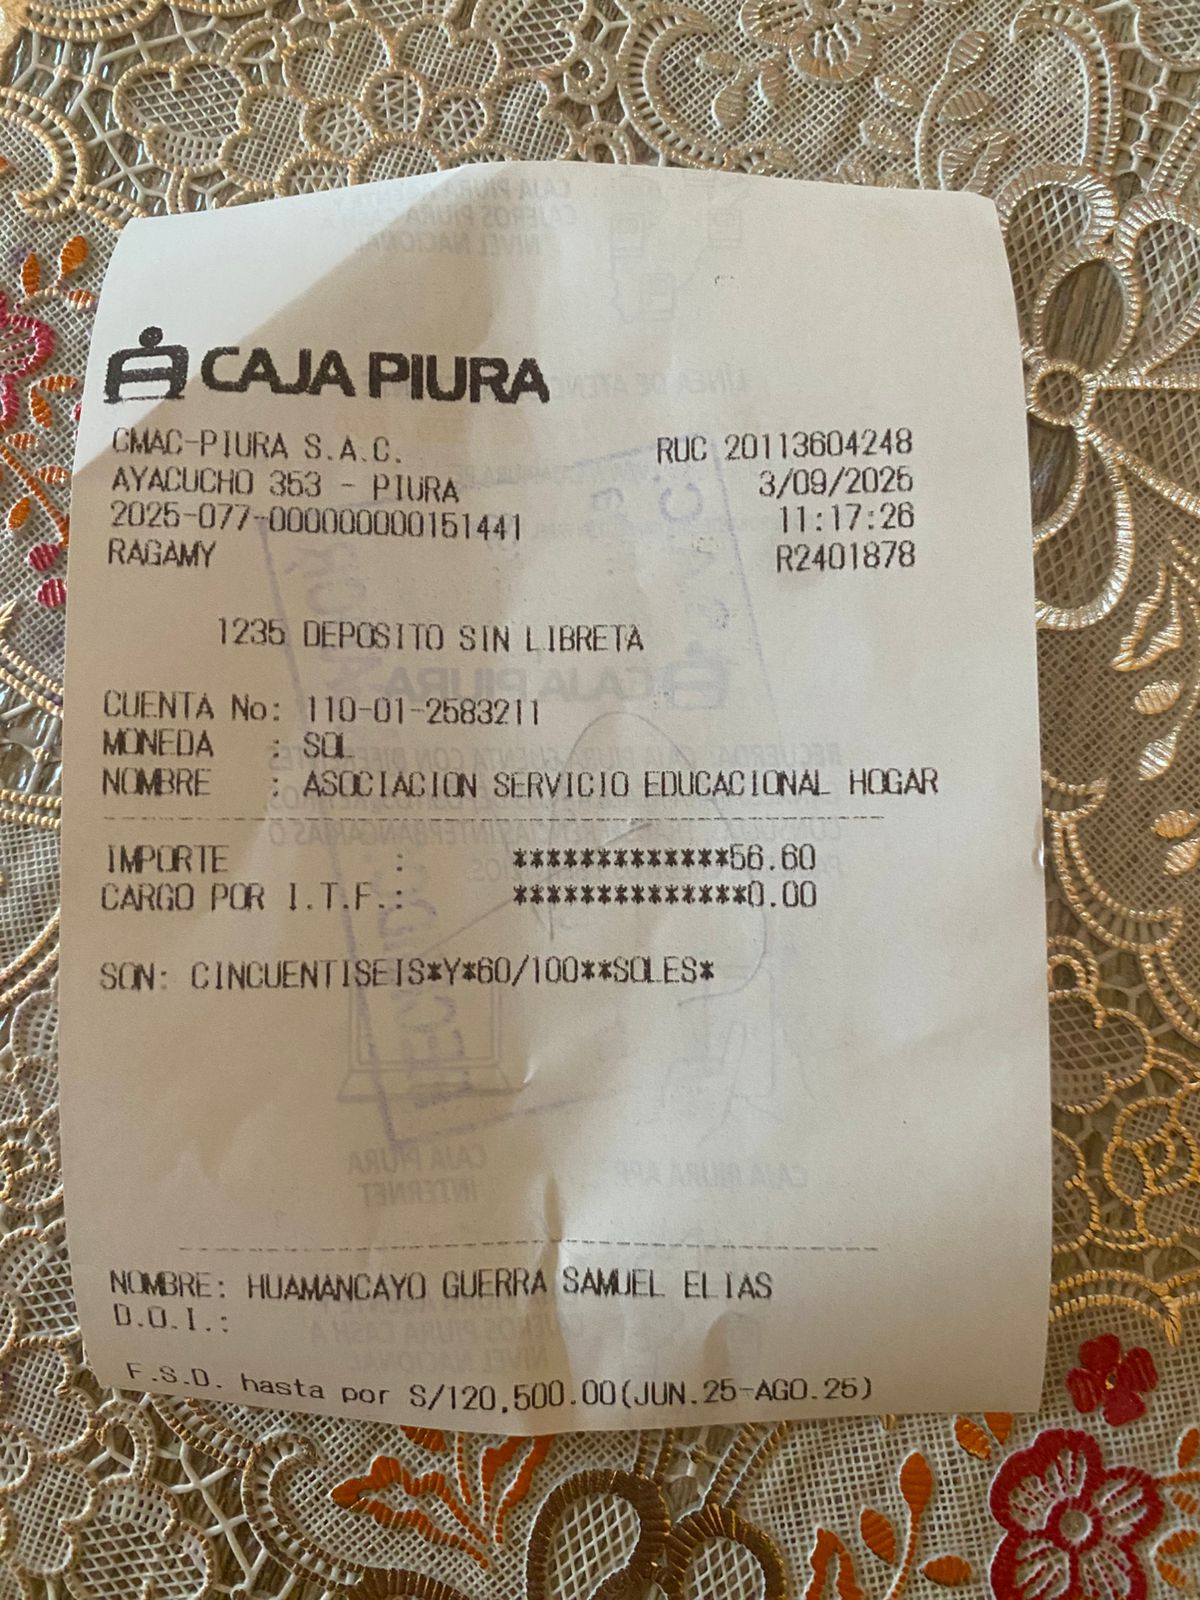 CAJA PIURA
CMAC-PIURA S.A.C. RUC 20113604248
AYACUCHO 353 - PIURA 3/09/2025
2025-077-000000000151441 11:17:26
RAGAMY R2401878
1235 DEPOSITO SIN LIBRETA
CUENTA No: 110-01-2583211
MONEDA : SOL
NOMBRE : ASOCIACION SERVICIO EDUCACIONAL HOGAR
IMPORTE : *************56.60
CARGO POR I.T.F.: **************0.00
SON: CINCUENTISEIS*Y*60/100**SOLES*
NOMBRE: HUAMANCAYO GUERRA SAMUEL ELIAS
D.O.I.:
F.S.D. hasta por S/120,500.00(JUN.25-AGO.25)